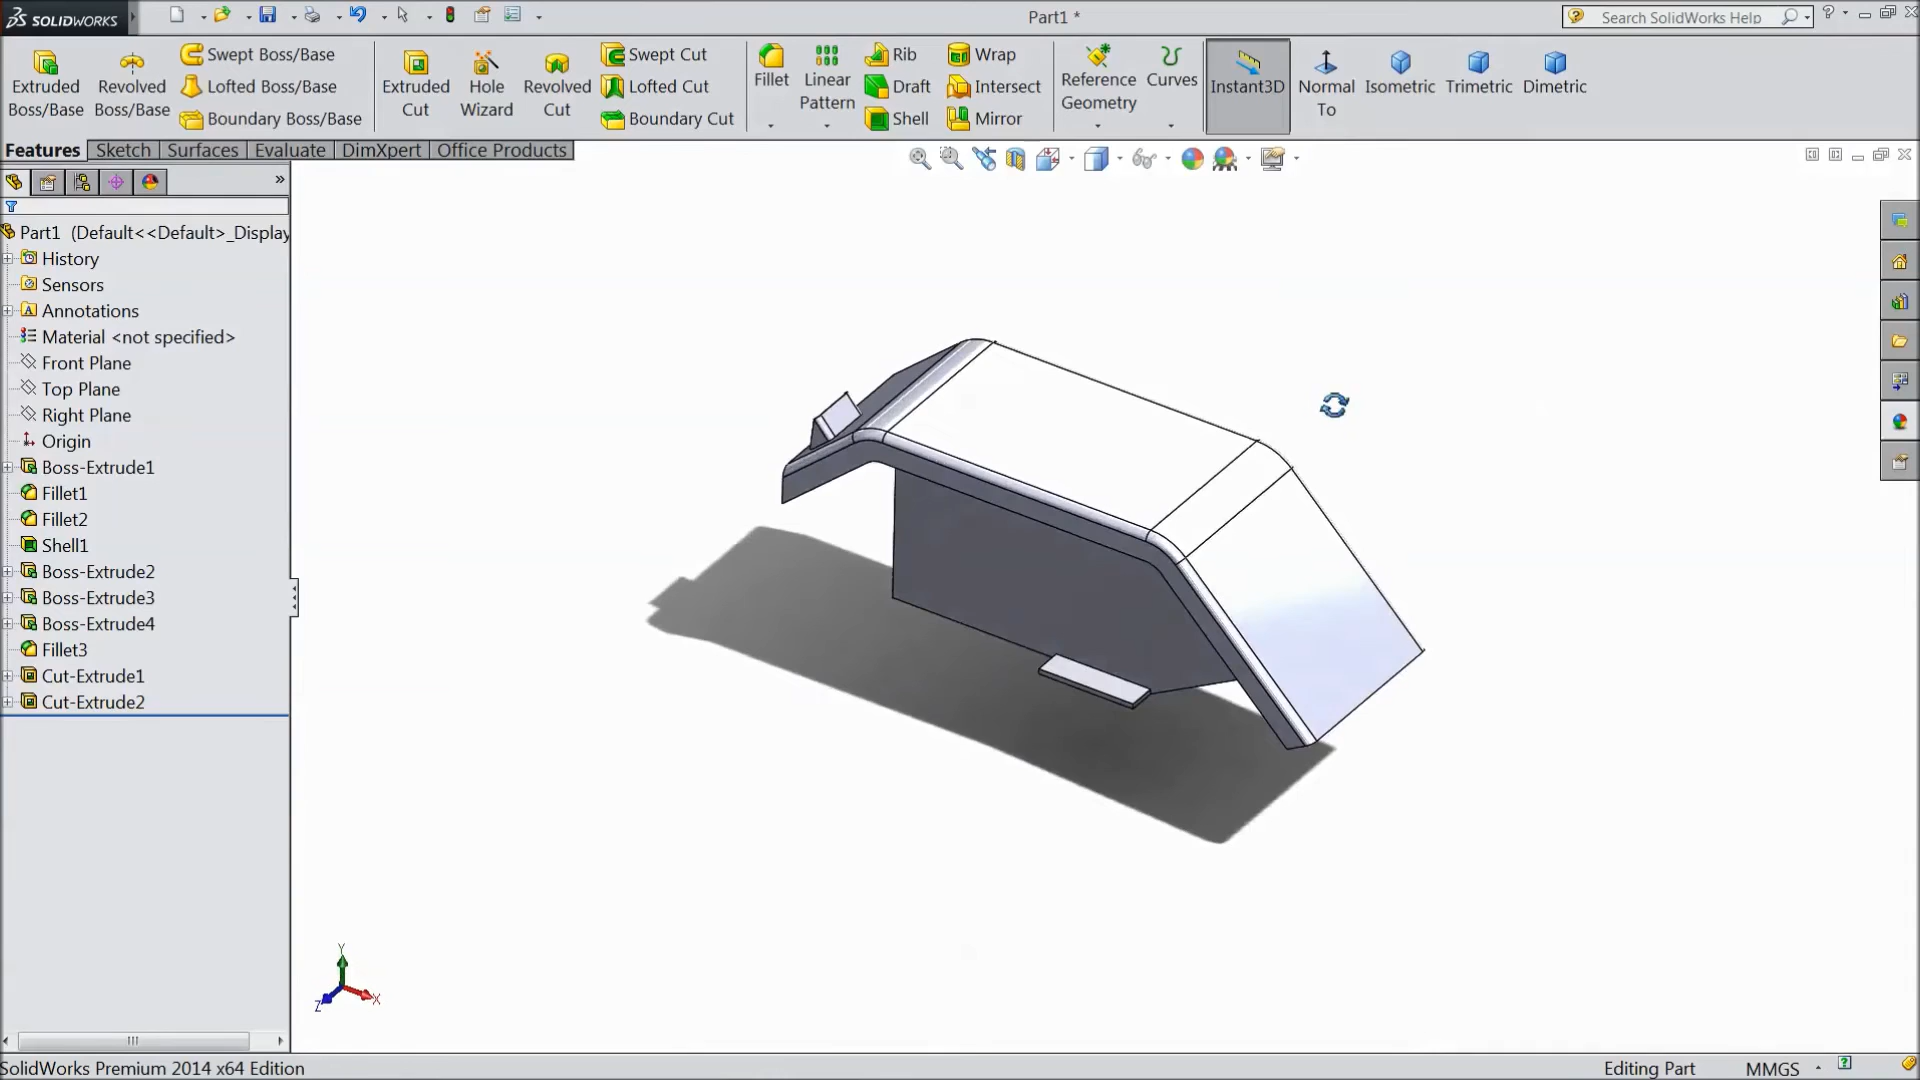 SOLIDWORKS
Part1 *
Search SolidWorks Help
Extruded Boss/Base
Revolved Boss/Base
Swept Boss/Base
Lofted Boss/Base
Boundary Boss/Base
Extruded Cut
Hole Wizard
Revolved Cut
Swept Cut
Lofted Cut
Boundary Cut
Fillet
Linear Pattern
Rib
Draft
Shell
Wrap
Intersect
Mirror
Reference Geometry
Curves
Instant3D
Normal To
Isometric
Trimetric
Dimetric
Features
Sketch
Surfaces
Evaluate
DimXpert
Office Products
Part1 (Default<<Default>_Display
History
Sensors
Annotations
Material <not specified>
Front Plane
Top Plane
Right Plane
Origin
Boss-Extrude1
Fillet1
Fillet2
Shell1
Boss-Extrude2
Boss-Extrude3
Boss-Extrude4
Fillet3
Cut-Extrude1
Cut-Extrude2
Y
Z
X
SolidWorks Premium 2014 x64 Edition
Editing Part
MMGS